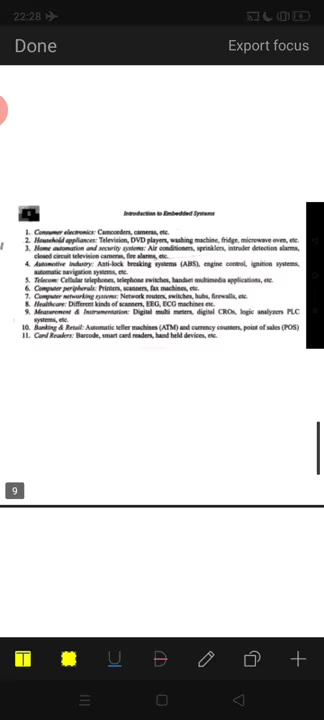 22:28
Done
Export focus
8
Introduction to Embedded Systems
1. Consumer electronics: Camcorders, cameras, etc.
2. Household appliances: Television, DVD players, washing machine, fridge, microwave oven, etc.
3. Home automation and security systems: Air conditioners, sprinklers, intruder detection alarms,
closed circuit television cameras, fire alarms, etc.
4. Automotive industry: Anti-lock breaking systems (ABS), engine control, ignition systems,
automatic navigation systems, etc.
5. Telecom: Cellular telephones, telephone switches, handset multimedia applications, etc.
6. Computer peripherals: Printers, scanners, fax machines, etc.
7. Computer networking systems: Network routers, switches, hubs, firewalls, etc.
8. Healthcare: Different kinds of scanners, EEG, ECG machines etc.
9. Measurement & Instrumentation: Digital multi meters, digital CROs, logic analyzers PLC
systems, etc.
10. Banking & Retail: Automatic teller machines (ATM) and currency counters, point of sales (POS)
11. Card Readers: Barcode, smart card readers, hand held devices, etc.
9